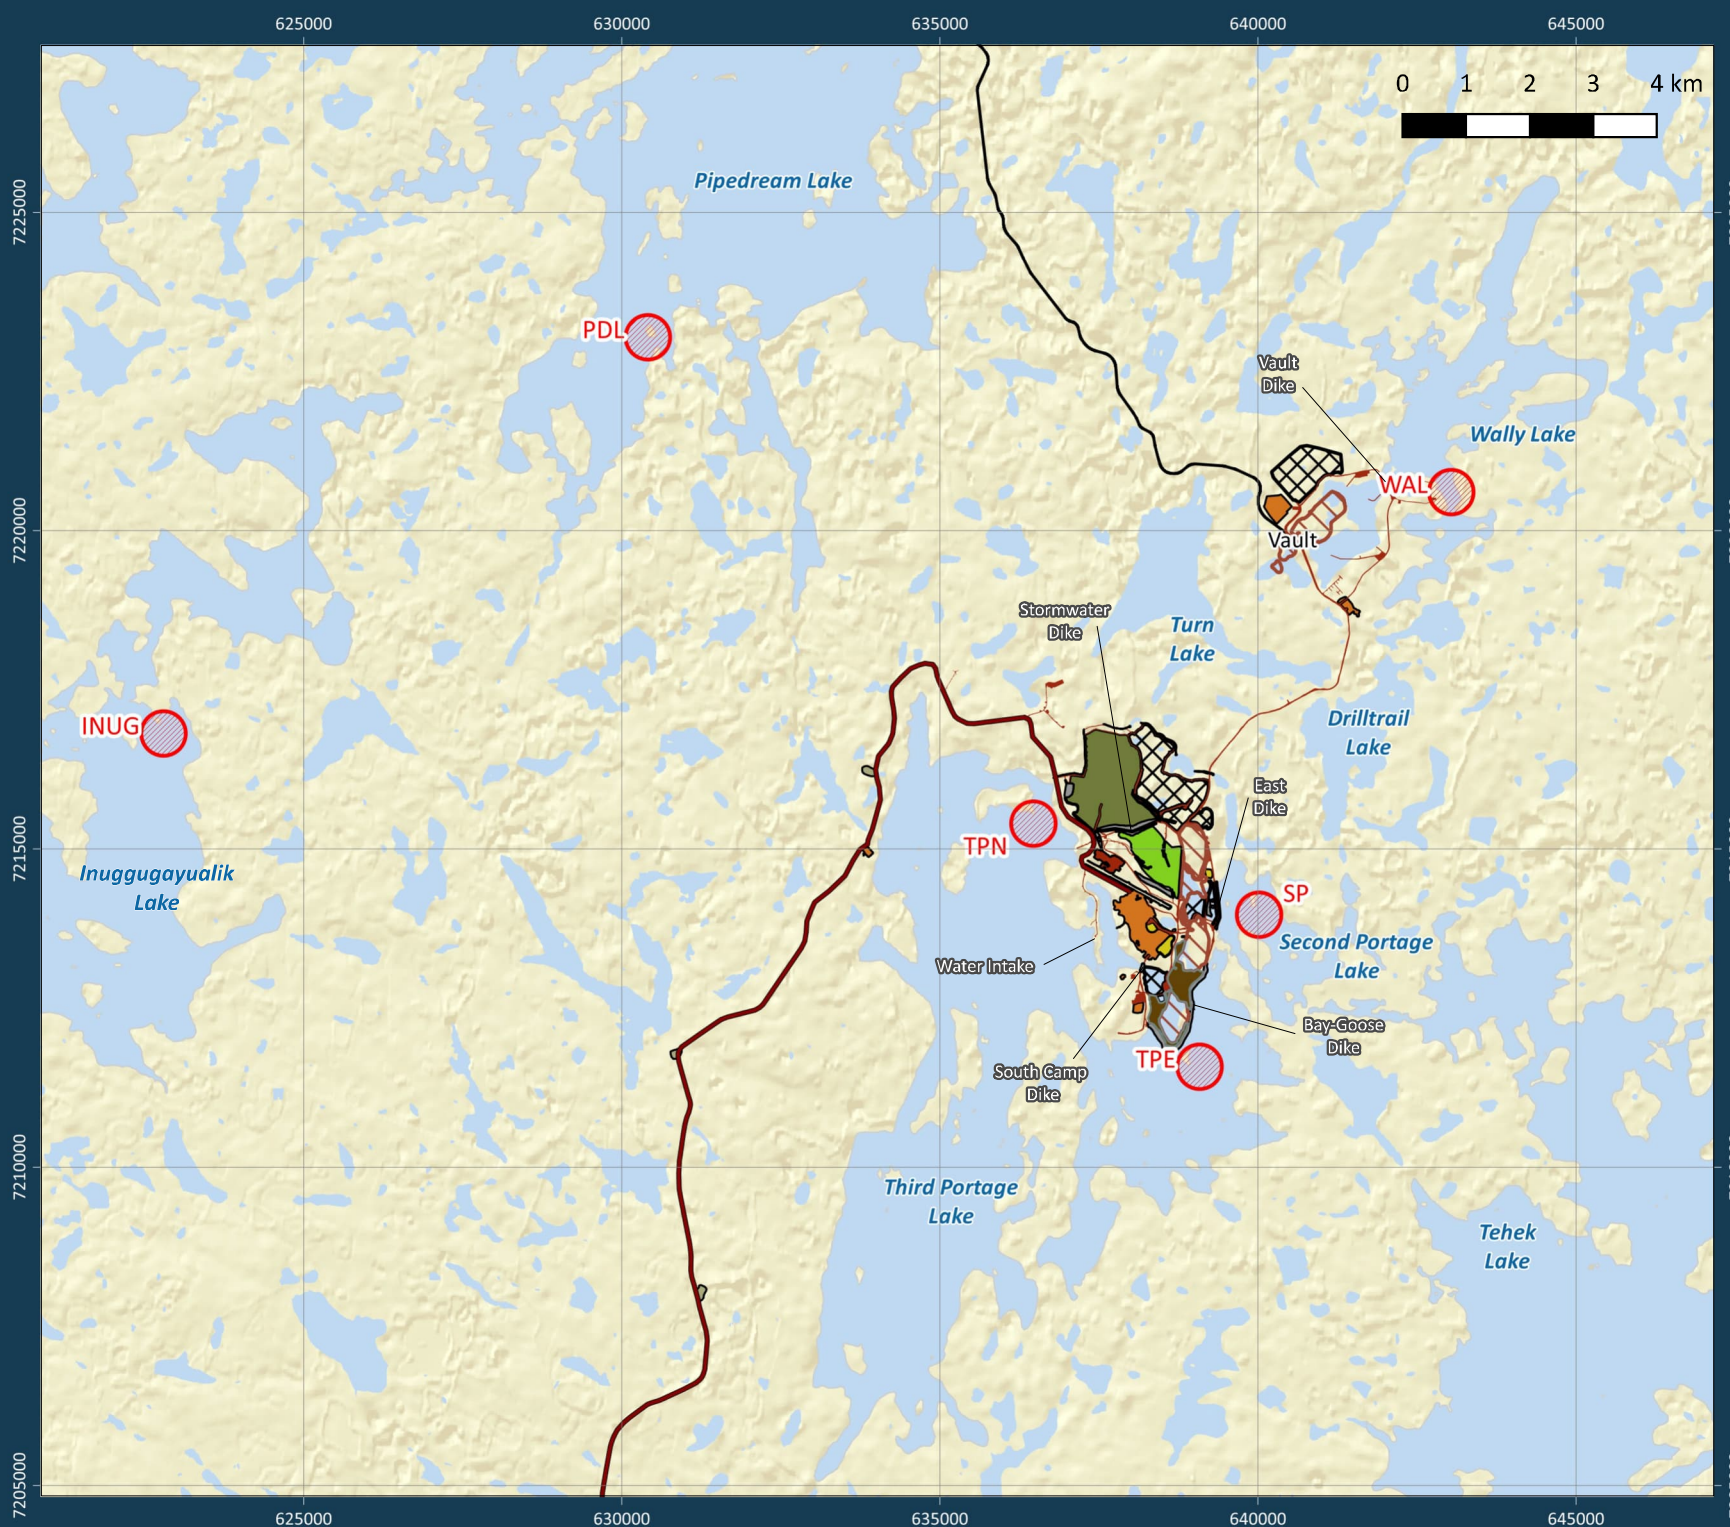 625000
630000
635000
640000
645000
0 1 2 3 4 km
Pipedream Lake
7225000
PDL
Vault
Dike
Wally Lake
WAL
7220000
Vault
Stormwater
Dike
Turn
Lake
INUG
Drilltrail
Lake
East
Dike
TPN
7215000
Inuggugayualik
Lake
SP
Second Portage
Lake
Water Intake
Bay-Goose
Dike
TPE
South Camp
Dike
7210000
Third Portage
Lake
Tehek
Lake
7205000
625000
630000
635000
640000
645000